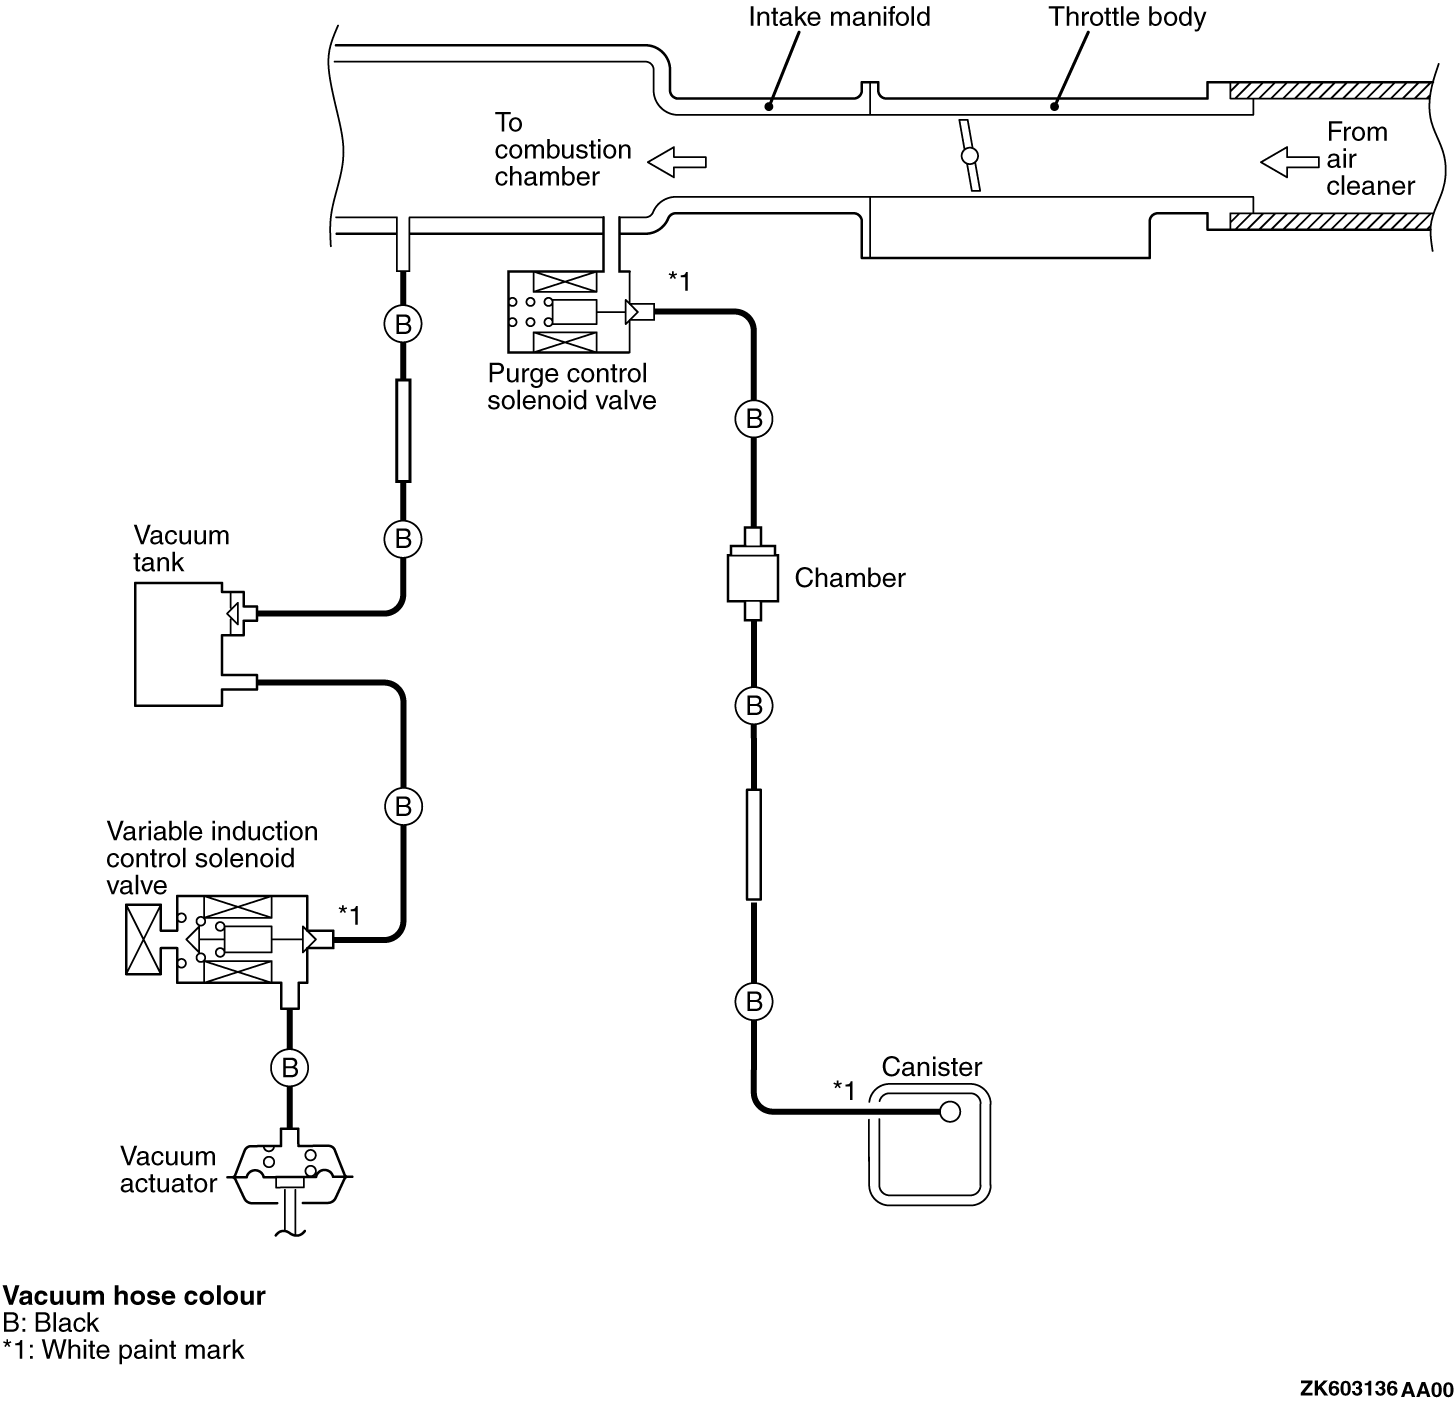 Intake manifold
Throttle body
To
combustion
chamber
From
air
cleaner
*1
B
Purge control
solenoid valve
B
B
Vacuum
tank
Chamber
B
B
Variable induction
control solenoid
valve
*1
B
B
Canister
*1
Vacuum
actuator
Vacuum hose colour
B: Black
*1: White paint mark
ZK603136 AA00